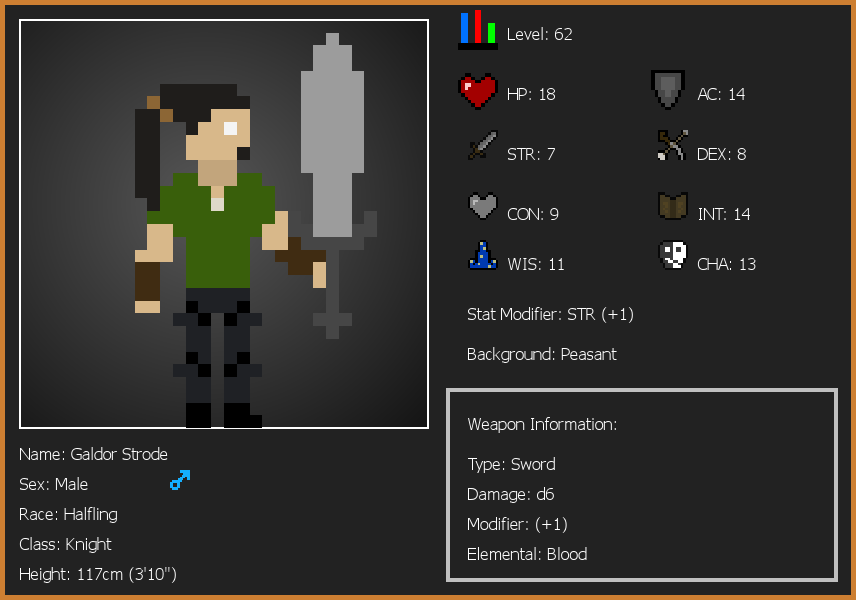 Level: 62
HP: 18
AC: 14
STR: 7
DEX: 8
CON: 9
INT: 14
WIS: 11
CHA: 13
Stat Modifier: STR (+1)
Background: Peasant
Weapon Information:
Type: Sword
Damage: d6
Modifier: (+1)
Elemental: Blood
Name: Galdor Strode
Sex: Male
Race: Halfling
Class: Knight
Height: 117cm (3'10")